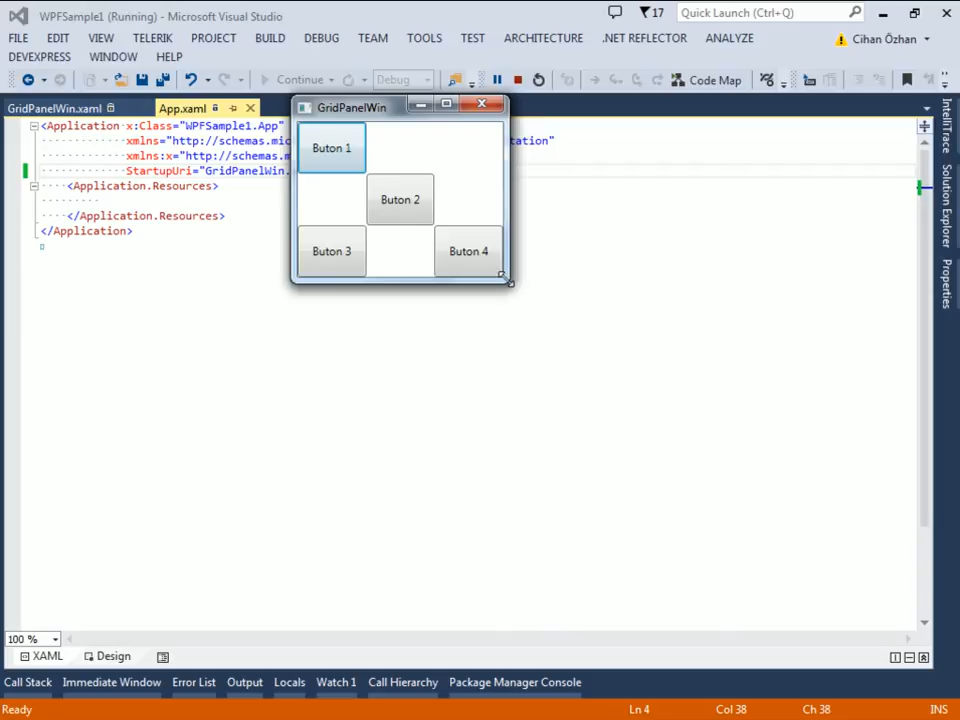 WPFSample1 (Running) - Microsoft Visual Studio
17
Quick Launch (Ctrl+Q)
FILE EDIT VIEW TELERIK PROJECT BUILD DEBUG TEAM TOOLS TEST ARCHITECTURE .NET REFLECTOR ANALYZE
Cihan Özhan
DEVEXPRESS WINDOW HELP
Continue Debug Code Map
GridPanelWin.xaml App.xaml
GridPanelWin
<Application x:Class="WPFSample1.App"
xmlns="http://schemas.mic
tation"
xmlns:x="http://schemas.m
StartupUri="GridPanelWin.
<Application.Resources>
</Application.Resources>
</Application>
Buton 1
Buton 2
Buton 3
Buton 4
IntelliTrace
Solution Explorer
Properties
100 %
XAML Design
Call Stack Immediate Window Error List Output Locals Watch 1 Call Hierarchy Package Manager Console
Ready Ln 4 Col 38 Ch 38 INS